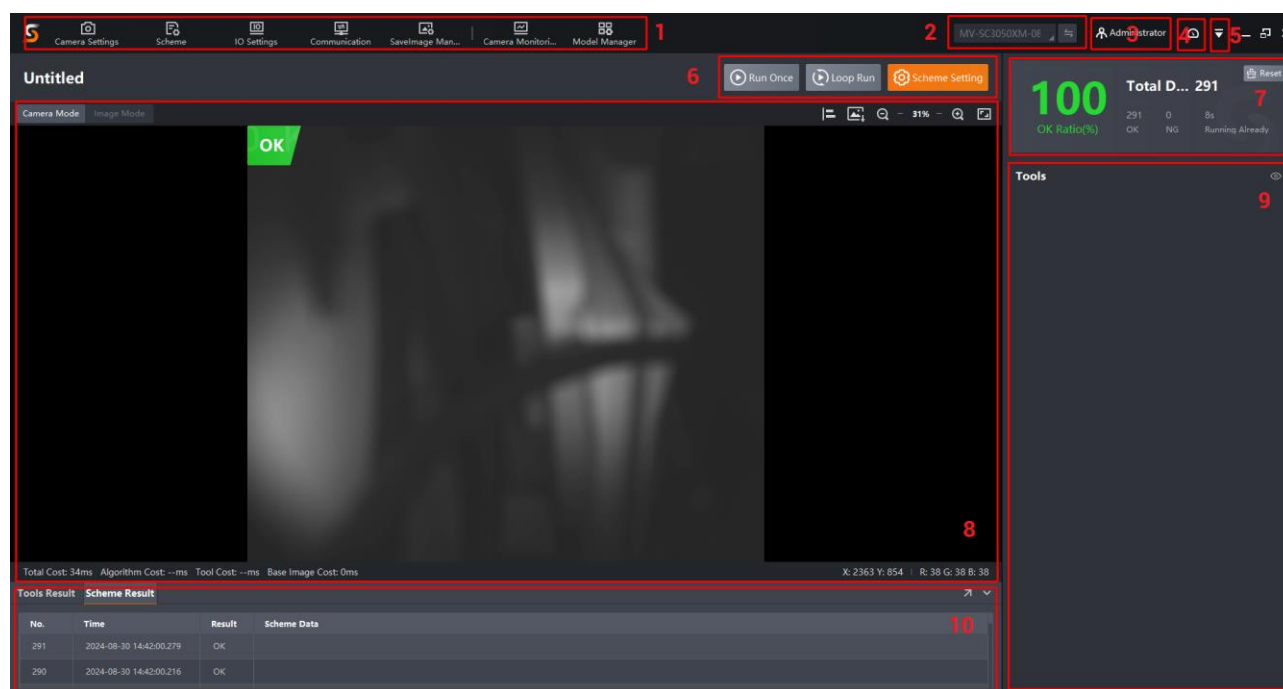 Camera Settings Scheme IO Settings Communication SaveImage Man... Camera Monitori... Model Manager 1 2 MV-SC3050XM-08 Administrator 3 4 5
Untitled 6 Run Once Loop Run Scheme Setting
100 Total D... 291 Reset 7
291 0 8s
OK Ratio(%) OK NG Running Already
Camera Mode Image Mode 31%
OK
Tools
9
8
Total Cost: 34ms Algorithm Cost: --ms Tool Cost: --ms Base Image Cost: 0ms X: 2363 Y: 854 R: 38 G: 38 B: 38
Tools Result Scheme Result
No. Time Result Scheme Data 10
291 2024-08-30 14:42:00.279 OK
290 2024-08-30 14:42:00.216 OK